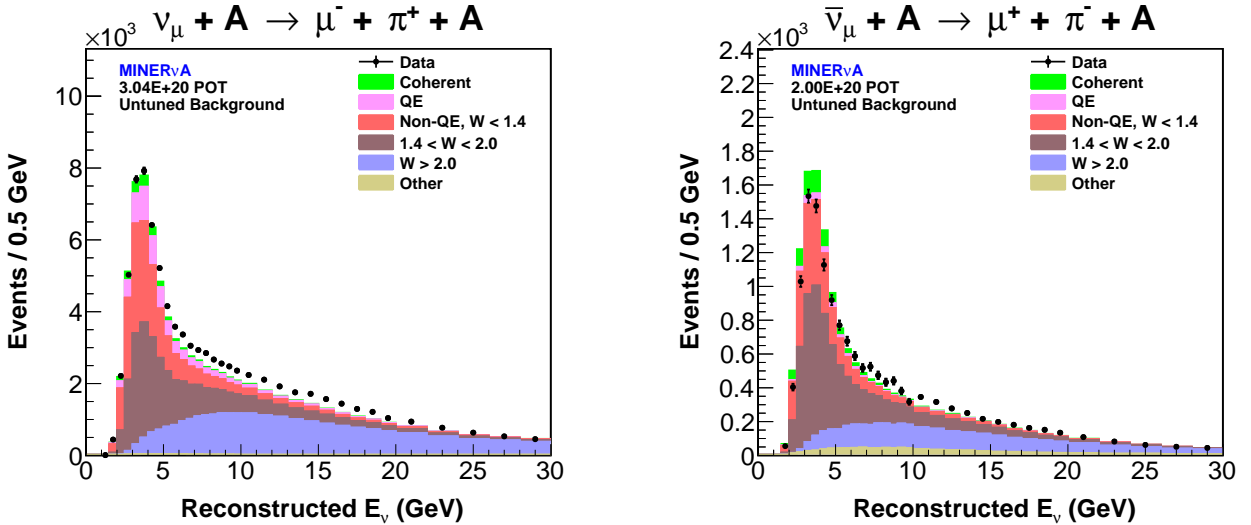 ν_μ + A → μ⁻ + π⁺ + A
×10³
MINERνA
3.04E+20 POT
Untuned Background
Data
Coherent
QE
Non-QE, W < 1.4
1.4 < W < 2.0
W > 2.0
Other
10
8
6
4
2
0
Events / 0.5 GeV
0 5 10 15 20 25 30
Reconstructed E_ν (GeV)
ν̅_μ + A → μ⁺ + π⁻ + A
×10³
MINERνA
2.00E+20 POT
Untuned Background
Data
Coherent
QE
Non-QE, W < 1.4
1.4 < W < 2.0
W > 2.0
Other
2.4
2.2
2
1.8
1.6
1.4
1.2
1
0.8
0.6
0.4
0.2
0
Events / 0.5 GeV
0 5 10 15 20 25 30
Reconstructed E_ν (GeV)